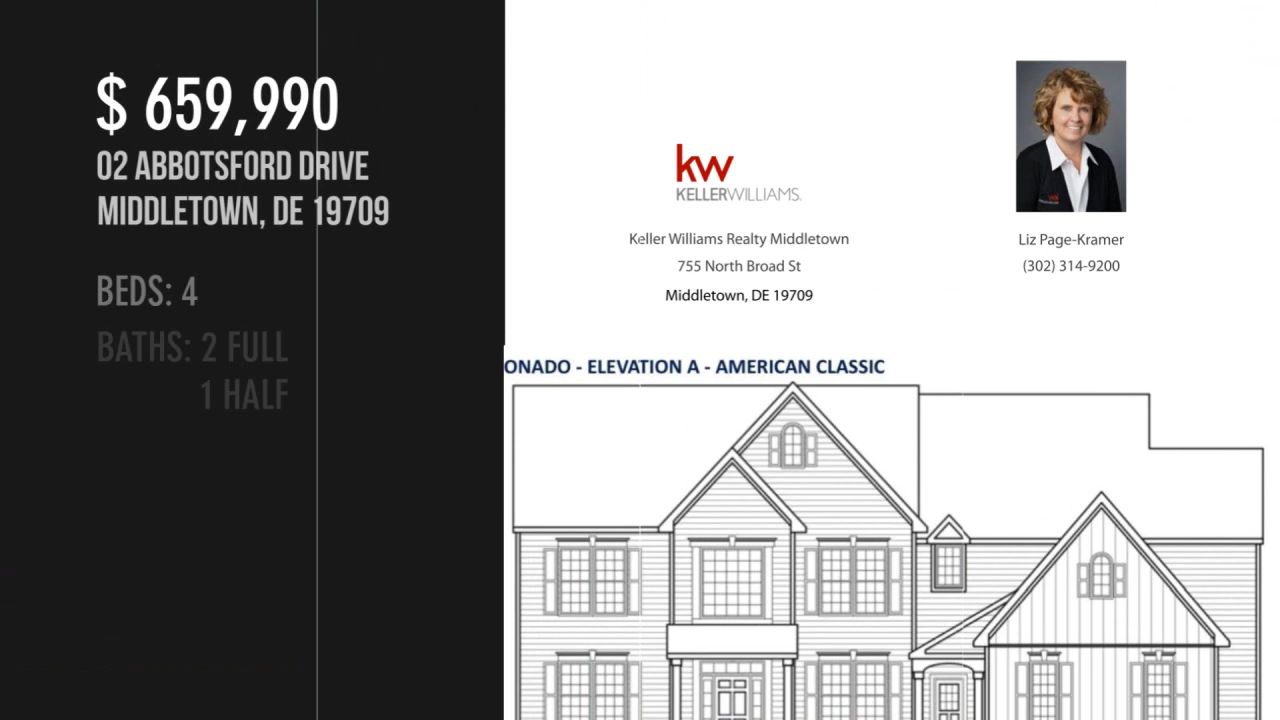 $ 659,990
02 ABBOTSFORD DRIVE
MIDDLETOWN, DE 19709
BEDS: 4
BATHS: 2 FULL
1 HALF
kw
KELLERWILLIAMS.
Keller Williams Realty Middletown
755 North Broad St
Middletown, DE 19709
Liz Page-Kramer
(302) 314-9200
ONADO - ELEVATION A - AMERICAN CLASSIC